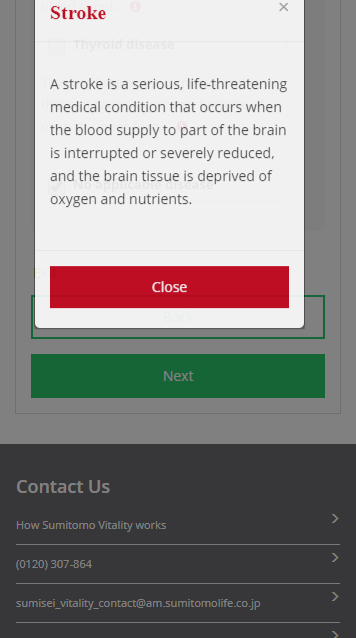 Stroke
×
Thyroid disease
A stroke is a serious, life-threatening
medical condition that occurs when
the blood supply to part of the brain
is interrupted or severely reduced,
and the brain tissue is deprived of
No applicable disease
oxygen and nutrients.
Close
Back
Next
Contact Us
How Sumitomo Vitality works
(0120) 307-864
sumisei_vitality_contact@am.sumitomolife.co.jp